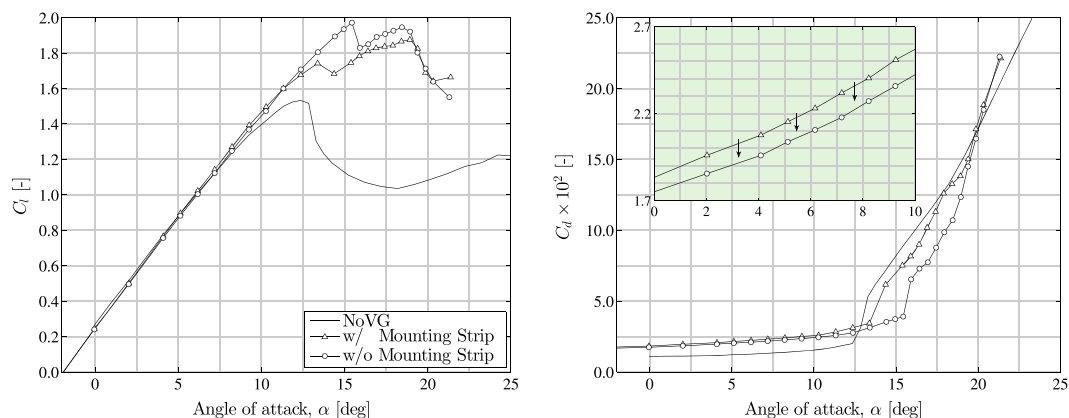 2.0
1.8
1.6
1.4
1.2
1.0
0.8
0.6
0.4
0.2
0.0
C_l [-]
0 5 10 15 20 25
Angle of attack, α [deg]
NoVG
w/ Mounting Strip
w/o Mounting Strip
25.0
20.0
15.0
10.0
5.0
0.0
C_d × 10² [-]
0 5 10 15 20 25
Angle of attack, α [deg]
2.7
2.2
1.7
0 2 4 6 8 10